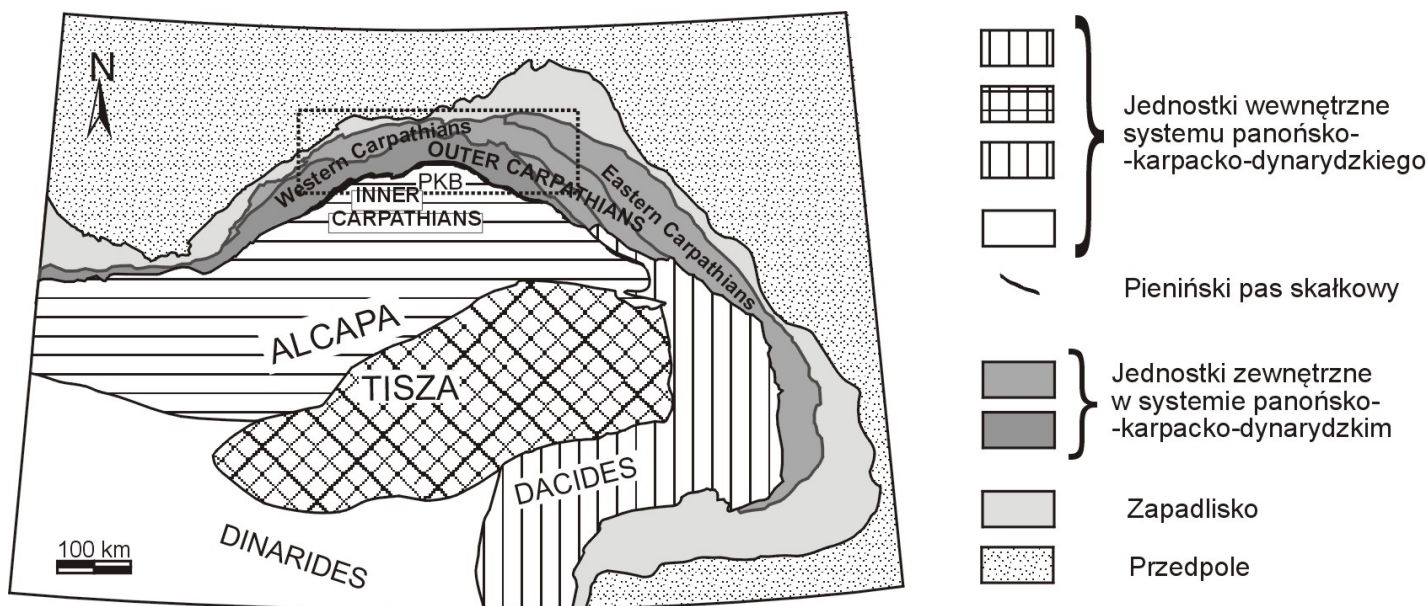 N
Western Carpathians
OUTER CARPATHIANS
Eastern Carpathians
PKB
INNER
CARPATHIANS
ALCAPA
TISZA
DACIDES
DINARIDES
100 km
Jednostki wewnętrzne
systemu panońsko-
-karpacko-dynarydzkiego
Pieniński pas skałkowy
Jednostki zewnętrzne
w systemie panońsko-
-karpacko-dynarydzkim
Zapadlisko
Przedpole